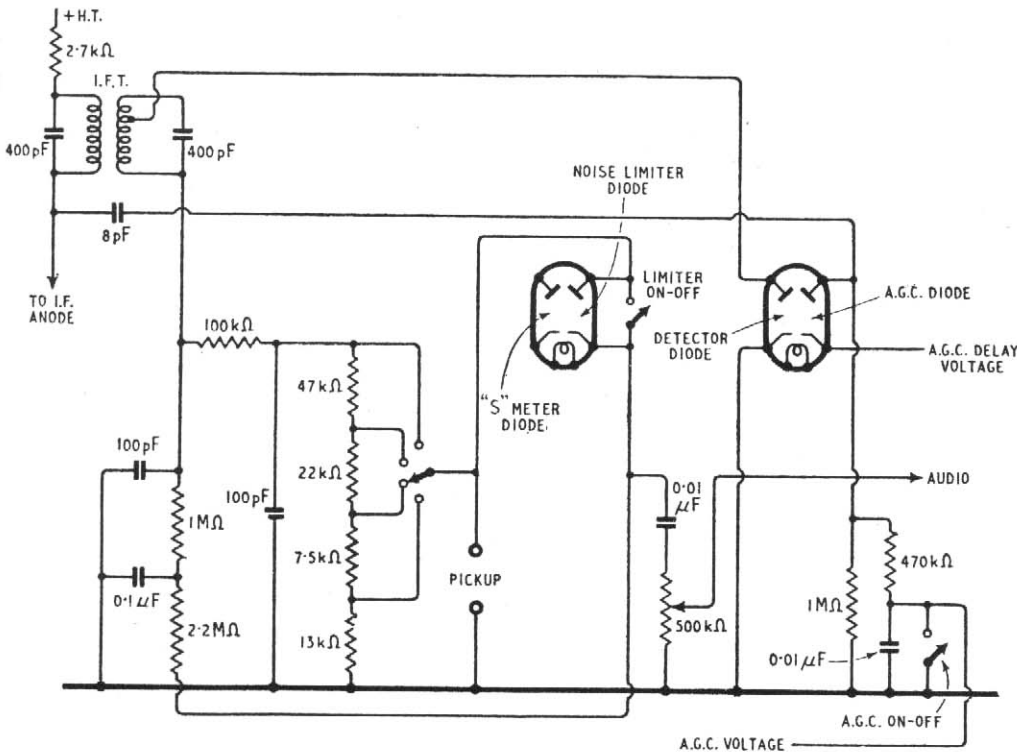 + H.T.
2·7kΩ
I.F.T.
400pF
400pF
8pF
TO I.F.
ANODE
NOISE LIMITER
DIODE
LIMITER
ON-OFF
A.G.C. DIODE
DETECTOR
DIODE
A.G.C. DELAY
VOLTAGE
"S" METER
DIODE
100kΩ
47kΩ
100pF
22kΩ
100pF
1MΩ
7·5kΩ
0·1μF
2·2MΩ
13kΩ
PICKUP
0·01
μF
AUDIO
500kΩ
470kΩ
1MΩ
0·01μF
A.G.C. ON-OFF
A.G.C. VOLTAGE